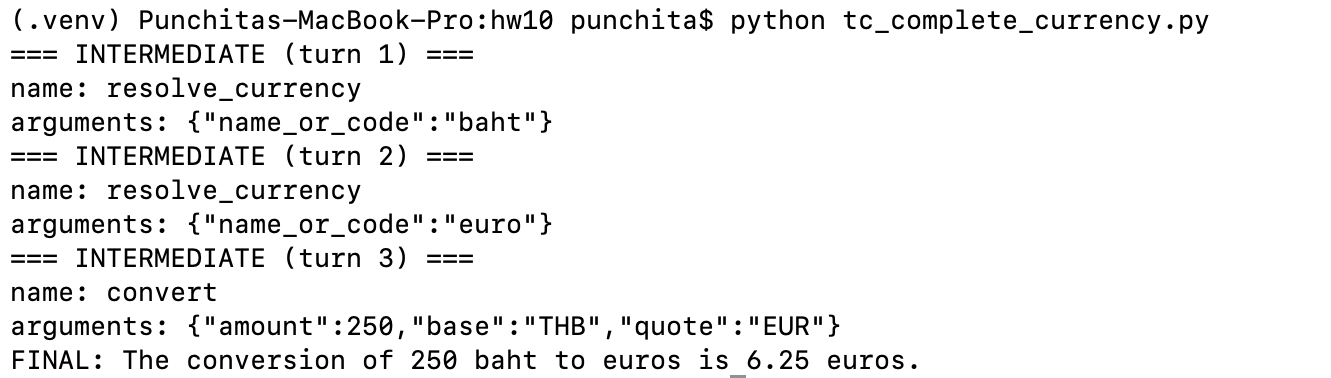 (.venv) Punchitas-MacBook-Pro:hw10 punchita$ python tc_complete_currency.py
=== INTERMEDIATE (turn 1) ===
name: resolve_currency
arguments: {"name_or_code":"baht"}
=== INTERMEDIATE (turn 2) ===
name: resolve_currency
arguments: {"name_or_code":"euro"}
=== INTERMEDIATE (turn 3) ===
name: convert
arguments: {"amount":250,"base":"THB","quote":"EUR"}
FINAL: The conversion of 250 baht to euros is 6.25 euros.